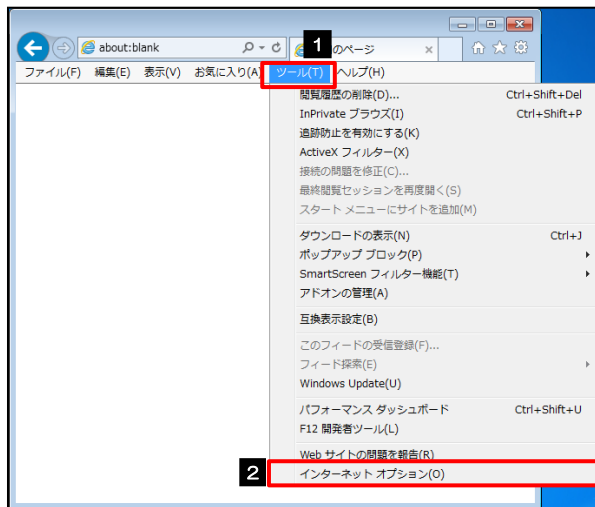 about:blank
1
のページ
ファイル(F) 編集(E) 表示(V) お気に入り(A) ツール(T) ヘルプ(H)
閲覧履歴の削除(D)... Ctrl+Shift+Del
InPrivate ブラウズ(I) Ctrl+Shift+P
追跡防止を有効にする(K)
ActiveX フィルター(X)
接続の問題を修正(C)...
最終閲覧セッションを再度開く(S)
スタート メニューにサイトを追加(M)
ダウンロードの表示(N) Ctrl+J
ポップアップ ブロック(P)
SmartScreen フィルター機能(T)
アドオンの管理(A)
互換表示設定(B)
このフィードの受信登録(F)...
フィード探索(E)
Windows Update(U)
パフォーマンス ダッシュボード Ctrl+Shift+U
F12 開発者ツール(L)
Web サイトの問題を報告(R)
2 インターネット オプション(O)